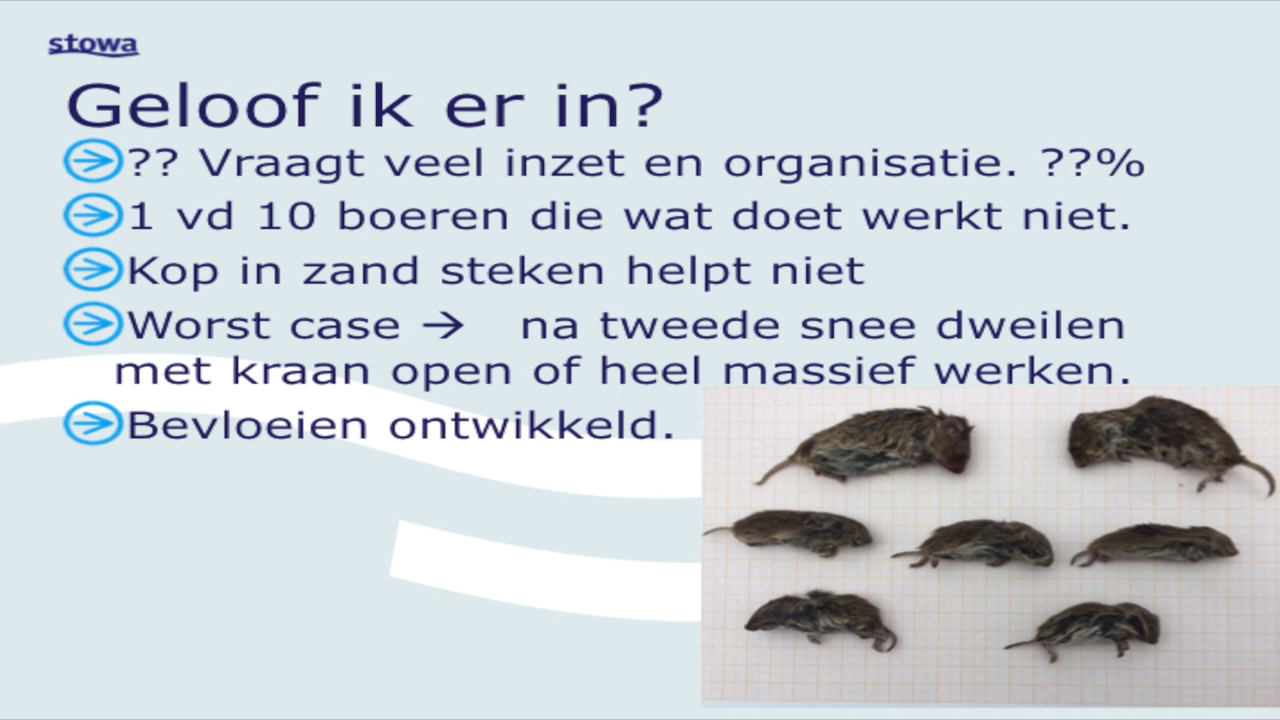 stowa
Geloof ik er in?
?? Vraagt veel inzet en organisatie. ??%
1 vd 10 boeren die wat doet werkt niet.
Kop in zand steken helpt niet
Worst case → na tweede snee dweilen
met kraan open of heel massief werken.
Bevloeien ontwikkeld.